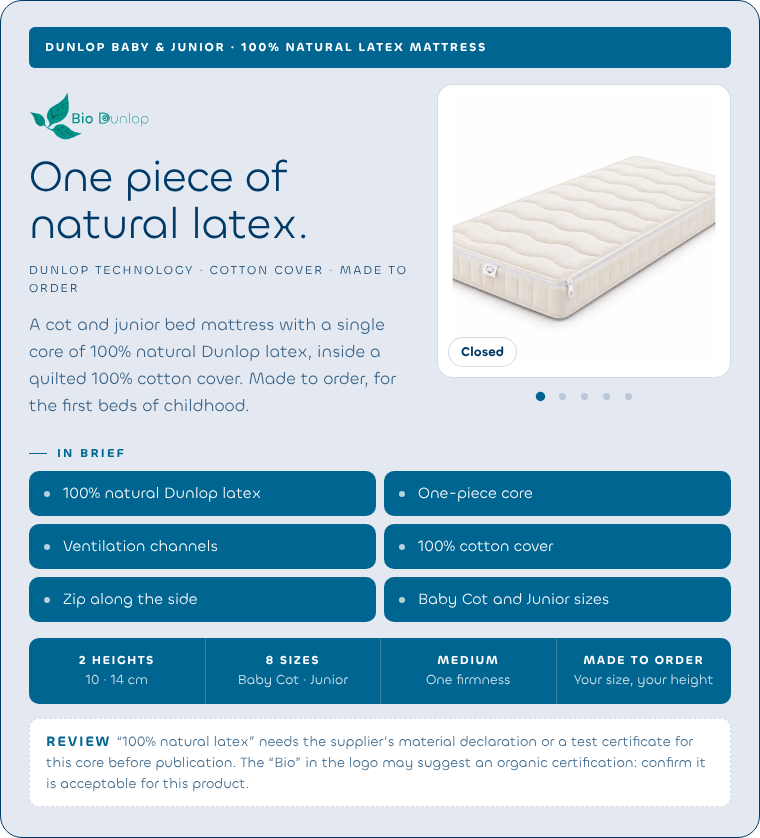 DUNLOP BABY & JUNIOR · 100% NATURAL LATEX MATTRESS
Bio Dunlop
One piece of
natural latex.
DUNLOP TECHNOLOGY · COTTON COVER · MADE TO
ORDER
A cot and junior bed mattress with a single
core of 100% natural Dunlop latex, inside a
quilted 100% cotton cover. Made to order, for
the first beds of childhood.
Closed
IN BRIEF
100% natural Dunlop latex
One-piece core
Ventilation channels
100% cotton cover
Zip along the side
Baby Cot and Junior sizes
2 HEIGHTS
10 · 14 cm
8 SIZES
Baby Cot · Junior
MEDIUM
One firmness
MADE TO ORDER
Your size, your height
REVIEW “100% natural latex” needs the supplier’s material declaration or a test certificate for
this core before publication. The “Bio” in the logo may suggest an organic certification: confirm it
is acceptable for this product.